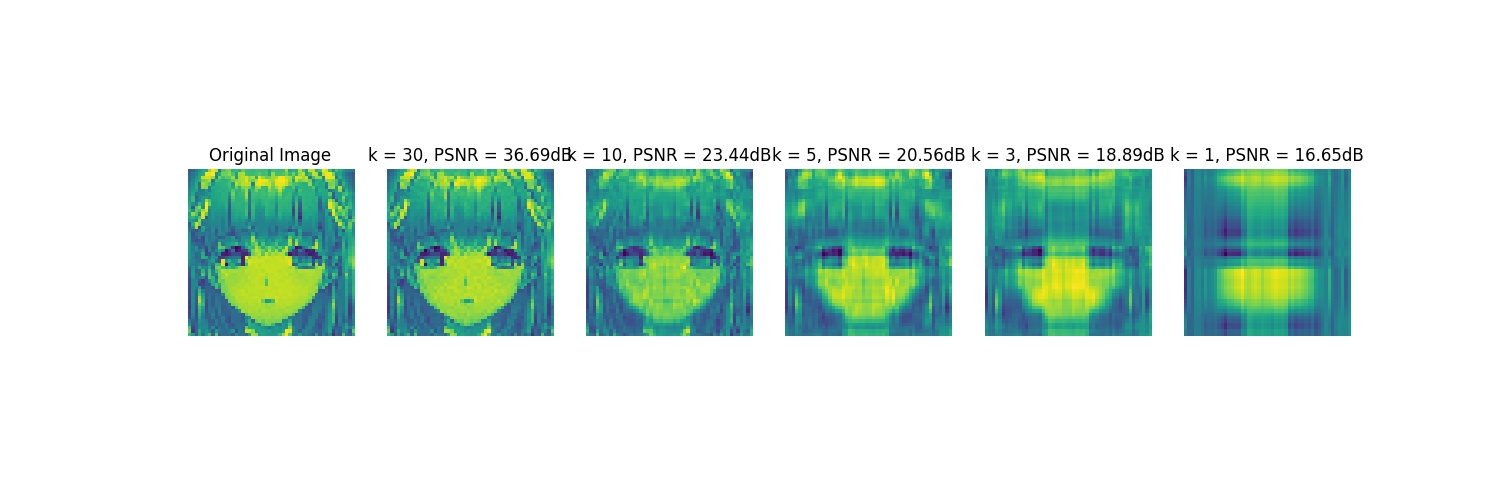 Original Image
k = 30, PSNR = 36.69dB
k = 10, PSNR = 23.44dB
k = 5, PSNR = 20.56dB
k = 3, PSNR = 18.89dB
k = 1, PSNR = 16.65dB